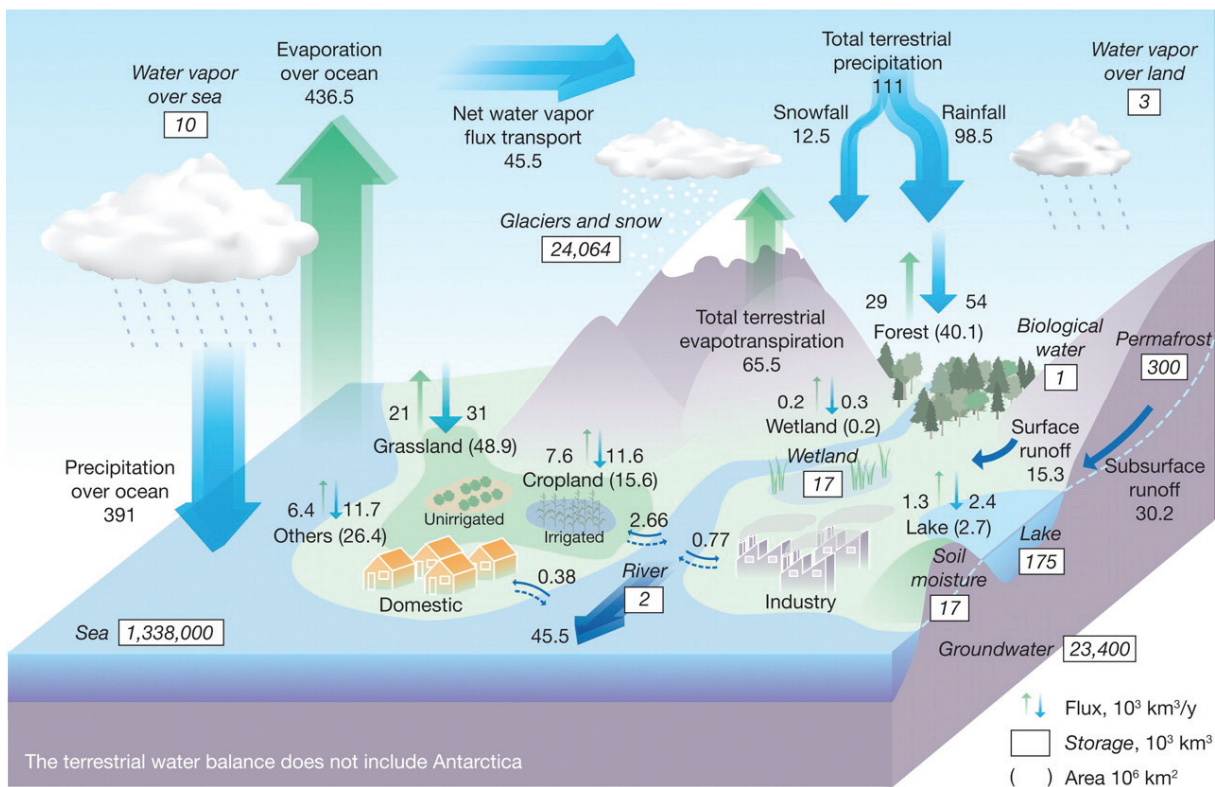 Water vapor
over sea
10
Evaporation
over ocean
436.5
Net water vapor
flux transport
45.5
Total terrestrial
precipitation
111
Snowfall
12.5
Rainfall
98.5
Water vapor
over land
3
Glaciers and snow
24,064
Total terrestrial
evapotranspiration
65.5
29
54
Forest (40.1)
Biological
water
1
Permafrost
300
Precipitation
over ocean
391
21
31
Grassland (48.9)
7.6
11.6
Cropland (15.6)
0.2
0.3
Wetland (0.2)
Wetland
17
Surface
runoff
15.3
Subsurface
runoff
30.2
6.4
11.7
Others (26.4)
Unirrigated
Irrigated
2.66
0.77
1.3
2.4
Lake (2.7)
Lake
175
Soil
moisture
17
Domestic
0.38
River
2
Industry
45.5
Sea 1,338,000
Groundwater 23,400
Flux, 10³ km³/y
Storage, 10³ km³
( ) Area 10⁶ km²
The terrestrial water balance does not include Antarctica